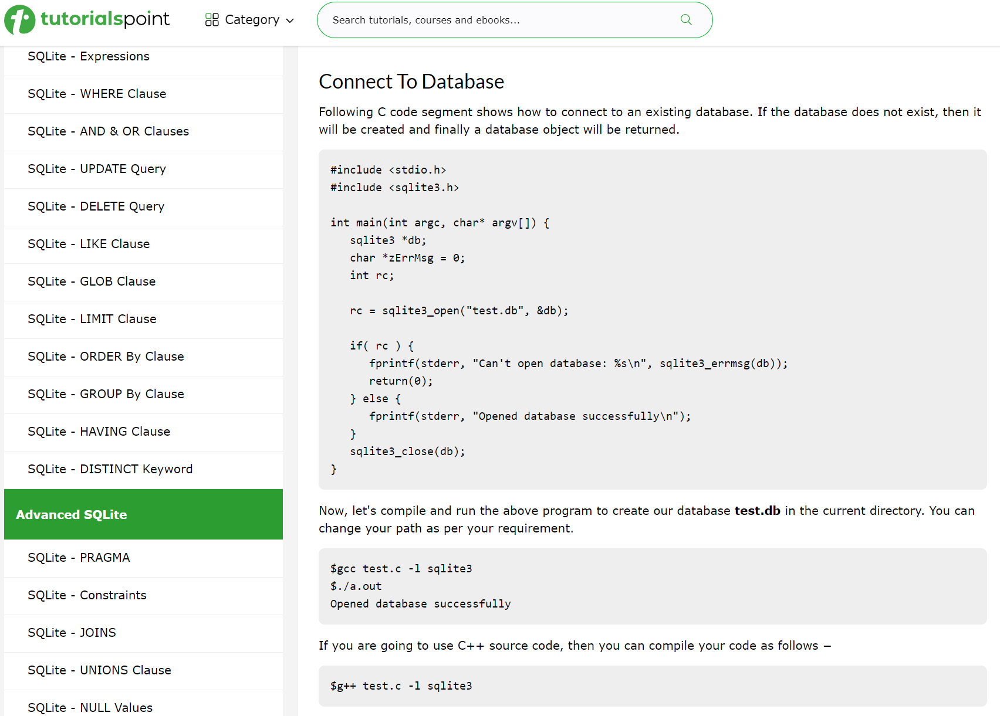 tutorialspoint
Category
Search tutorials, courses and ebooks...
SQLite - Expressions
SQLite - WHERE Clause
SQLite - AND & OR Clauses
SQLite - UPDATE Query
SQLite - DELETE Query
SQLite - LIKE Clause
SQLite - GLOB Clause
SQLite - LIMIT Clause
SQLite - ORDER By Clause
SQLite - GROUP By Clause
SQLite - HAVING Clause
SQLite - DISTINCT Keyword
Advanced SQLite
SQLite - PRAGMA
SQLite - Constraints
SQLite - JOINS
SQLite - UNIONS Clause
SQLite - NULL Values
Connect To Database
Following C code segment shows how to connect to an existing database. If the database does not exist, then it
will be created and finally a database object will be returned.
#include <stdio.h>
#include <sqlite3.h>
int main(int argc, char* argv[]) {
   sqlite3 *db;
   char *zErrMsg = 0;
   int rc;
   rc = sqlite3_open("test.db", &db);
   if( rc ) {
      fprintf(stderr, "Can't open database: %s\n", sqlite3_errmsg(db));
      return(0);
   } else {
      fprintf(stderr, "Opened database successfully\n");
   }
   sqlite3_close(db);
}
Now, let's compile and run the above program to create our database test.db in the current directory. You can
change your path as per your requirement.
$gcc test.c -l sqlite3
$./a.out
Opened database successfully
If you are going to use C++ source code, then you can compile your code as follows −
$g++ test.c -l sqlite3